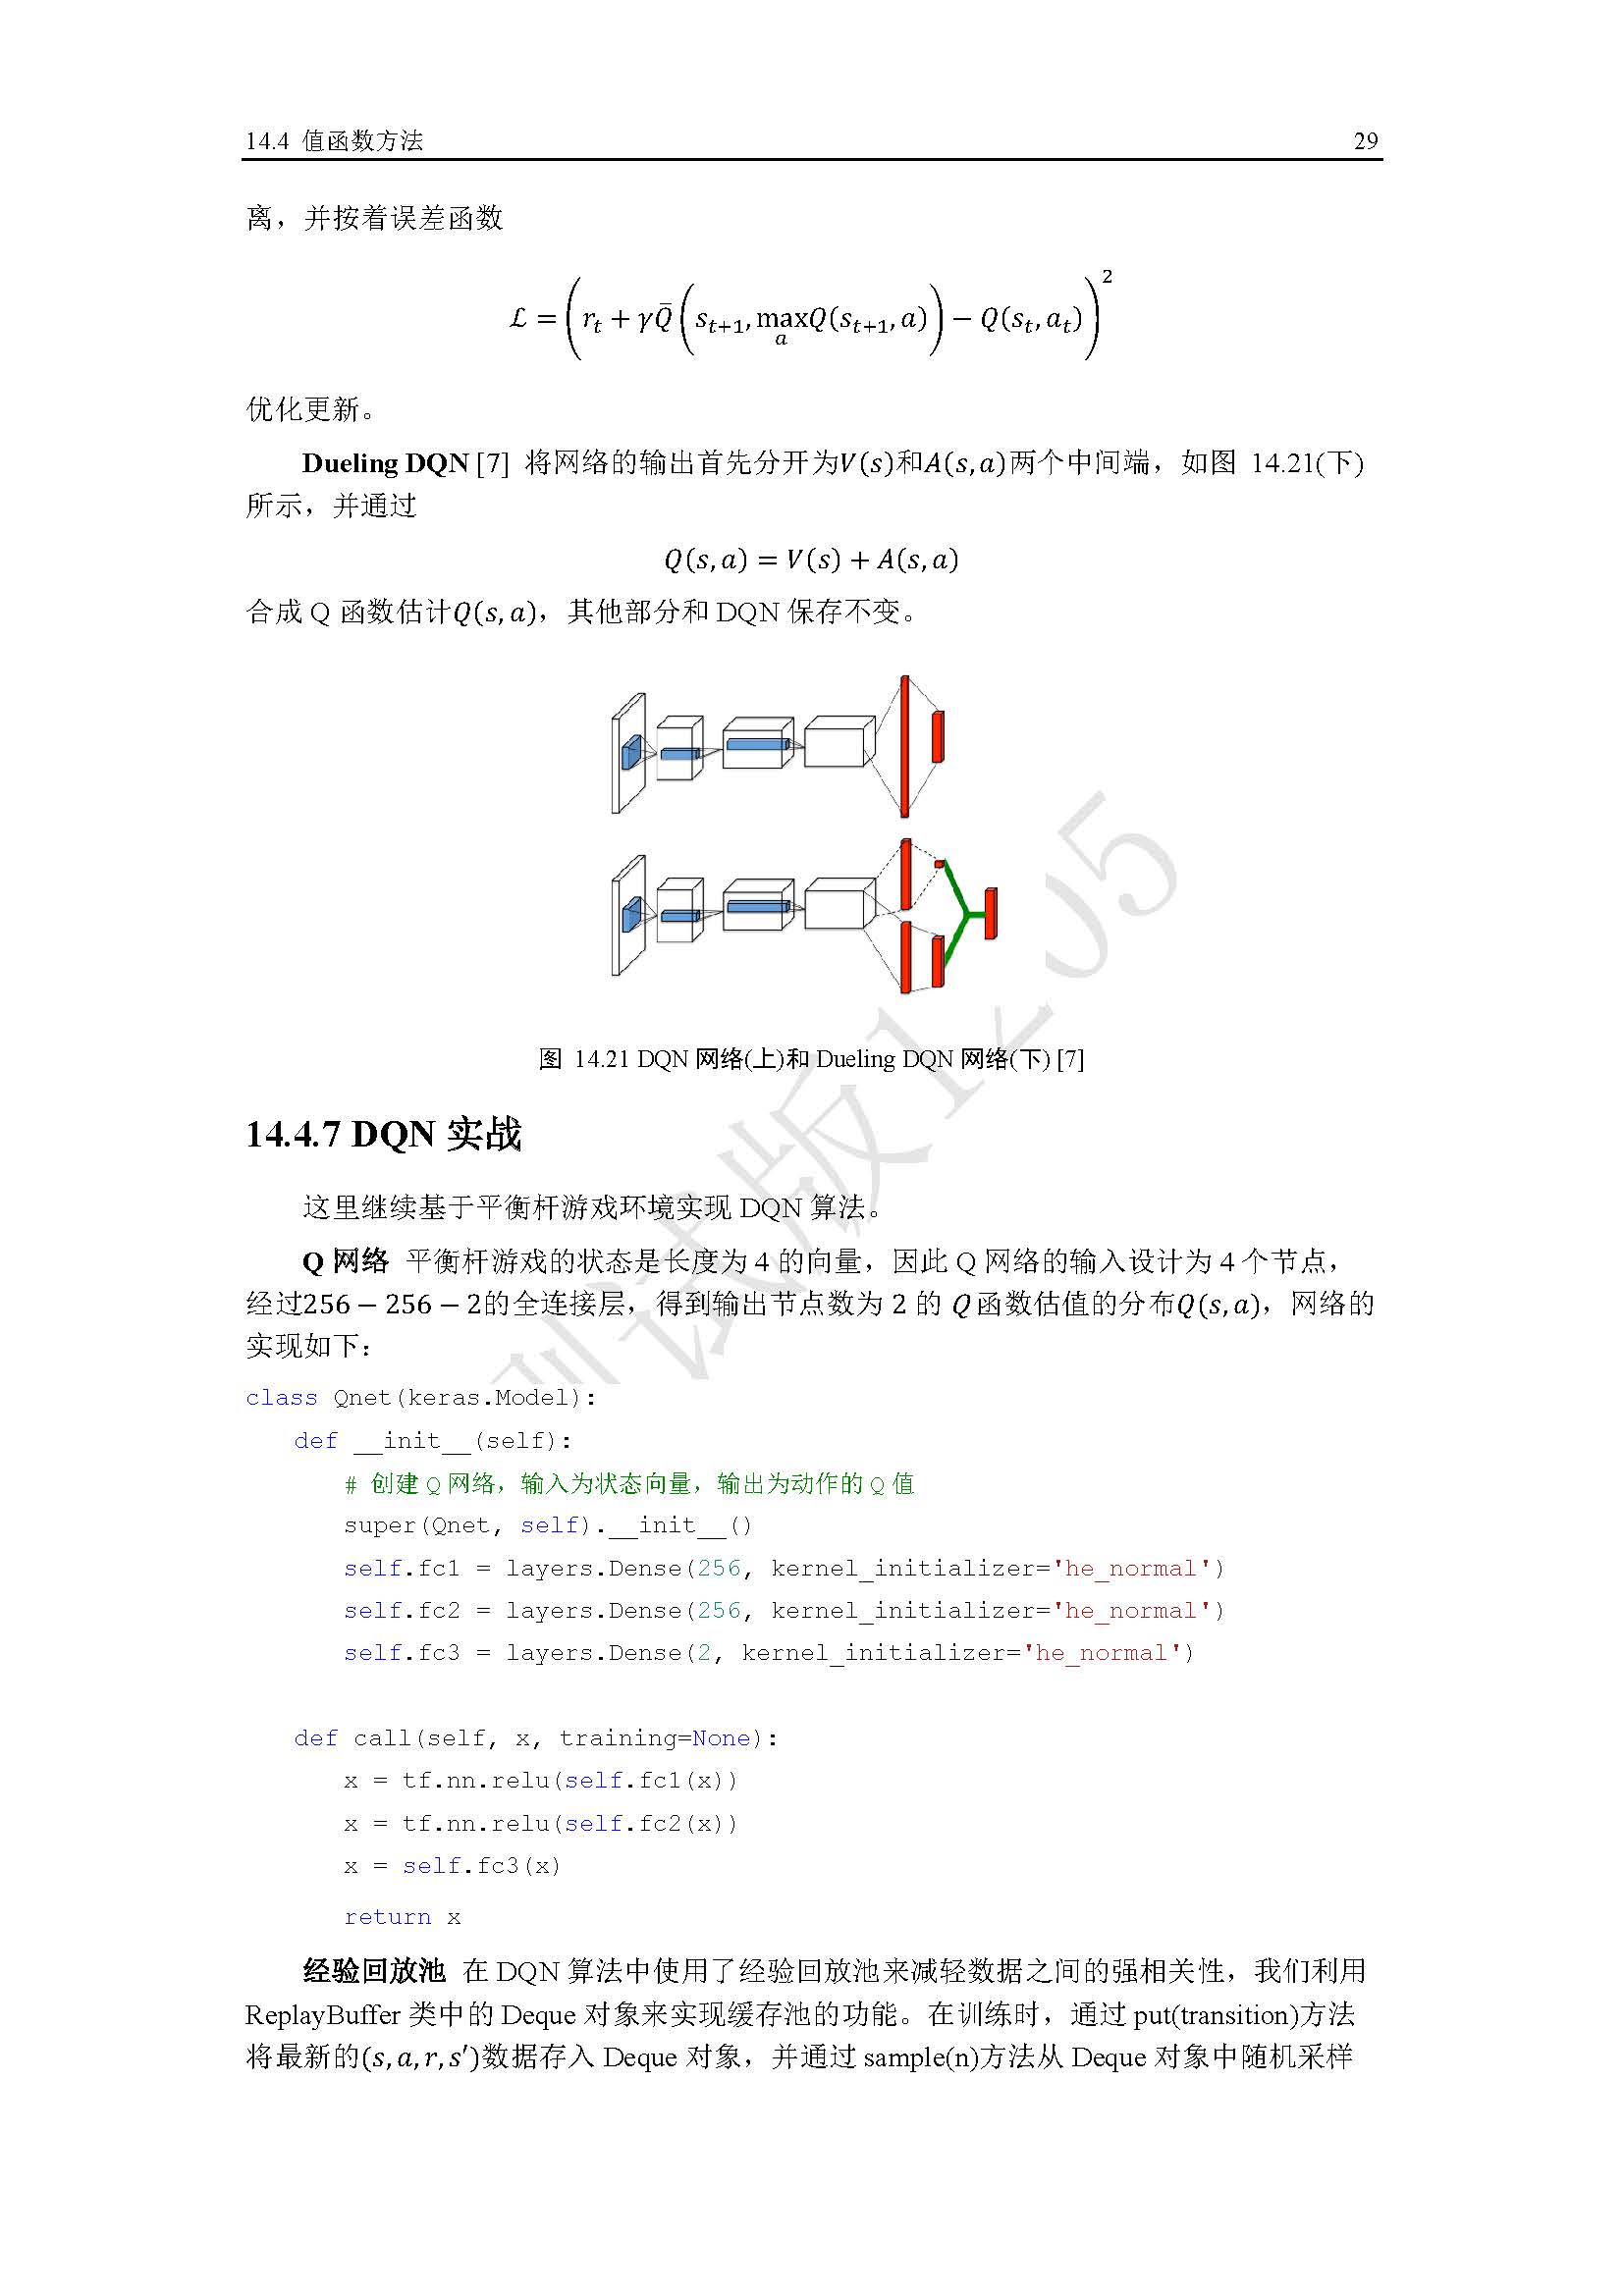 14.4 值函数方法 29
离，并按着误差函数
ℒ = (r_t + γQ̄(s_{t+1}, max_a Q(s_{t+1}, a)) − Q(s_t, a_t))^2
优化更新。
Dueling DQN [7] 将网络的输出首先分开为V(s)和A(s, a)两个中间端，如图 14.21(下)
所示，并通过
Q(s, a) = V(s) + A(s, a)
合成 Q 函数估计Q(s, a)，其他部分和 DQN 保存不变。
图 14.21 DQN 网络(上)和 Dueling DQN 网络(下) [7]
14.4.7 DQN 实战
这里继续基于平衡杆游戏环境实现 DQN 算法。
Q 网络 平衡杆游戏的状态是长度为 4 的向量，因此 Q 网络的输入设计为 4 个节点，
经过256 − 256 − 2的全连接层，得到输出节点数为 2 的 Q函数估值的分布Q(s, a)，网络的
实现如下：
class Qnet(keras.Model):
def __init__(self):
# 创建 Q 网络，输入为状态向量，输出为动作的 Q 值
super(Qnet, self).__init__()
self.fc1 = layers.Dense(256, kernel_initializer='he_normal')
self.fc2 = layers.Dense(256, kernel_initializer='he_normal')
self.fc3 = layers.Dense(2, kernel_initializer='he_normal')
def call(self, x, training=None):
x = tf.nn.relu(self.fc1(x))
x = tf.nn.relu(self.fc2(x))
x = self.fc3(x)
return x
经验回放池 在 DQN 算法中使用了经验回放池来减轻数据之间的强相关性，我们利用
ReplayBuffer 类中的 Deque 对象来实现缓存池的功能。在训练时，通过 put(transition)方法
将最新的(s, a, r, s′)数据存入 Deque 对象，并通过 sample(n)方法从 Deque 对象中随机采样
测试版1205